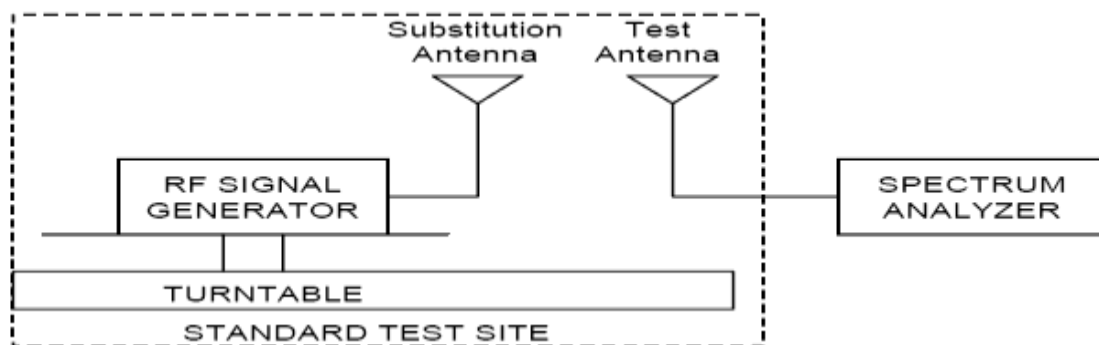 Substitution
Antenna
Test
Antenna
RF SIGNAL
GENERATOR
SPECTRUM
ANALYZER
TURNTABLE
STANDARD TEST SITE